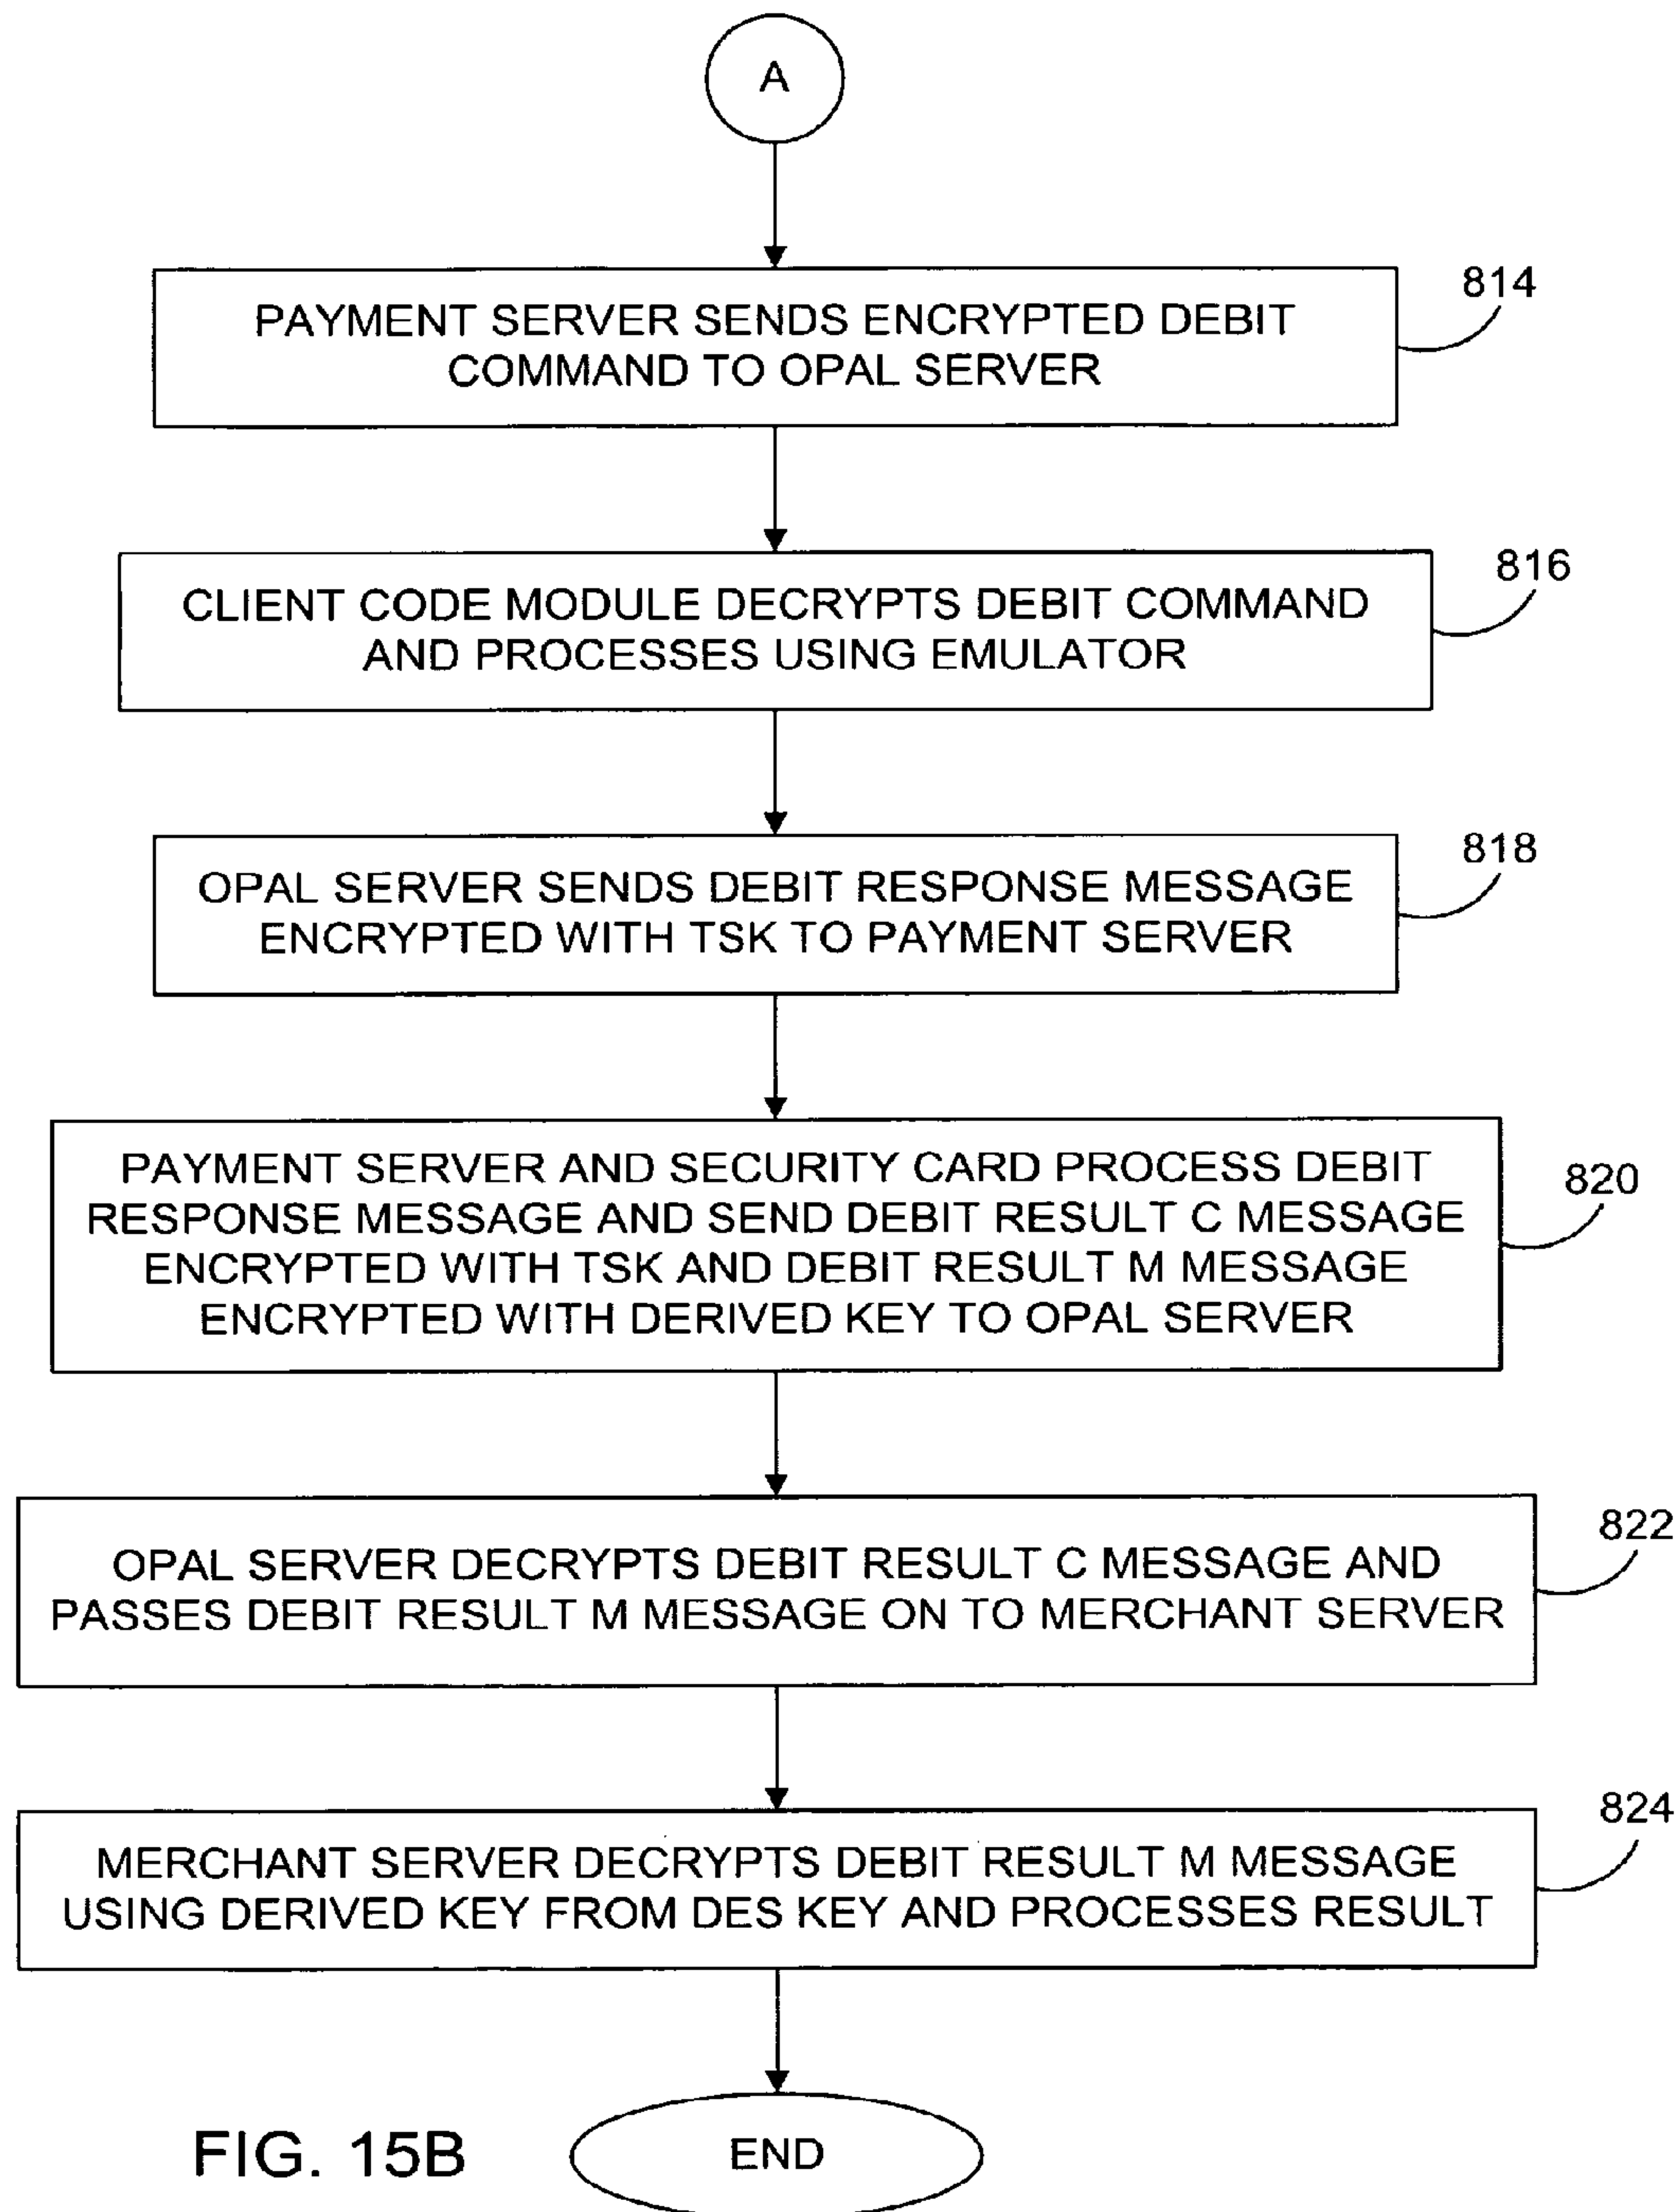 A
814
PAYMENT SERVER SENDS ENCRYPTED DEBIT
COMMAND TO OPAL SERVER
816
CLIENT CODE MODULE DECRYPTS DEBIT COMMAND
AND PROCESSES USING EMULATOR
818
OPAL SERVER SENDS DEBIT RESPONSE MESSAGE
ENCRYPTED WITH TSK TO PAYMENT SERVER
820
PAYMENT SERVER AND SECURITY CARD PROCESS DEBIT
RESPONSE MESSAGE AND SEND DEBIT RESULT C MESSAGE
ENCRYPTED WITH TSK AND DEBIT RESULT M MESSAGE
ENCRYPTED WITH DERIVED KEY TO OPAL SERVER
822
OPAL SERVER DECRYPTS DEBIT RESULT C MESSAGE AND
PASSES DEBIT RESULT M MESSAGE ON TO MERCHANT SERVER
824
MERCHANT SERVER DECRYPTS DEBIT RESULT M MESSAGE
USING DERIVED KEY FROM DES KEY AND PROCESSES RESULT
END
FIG. 15B